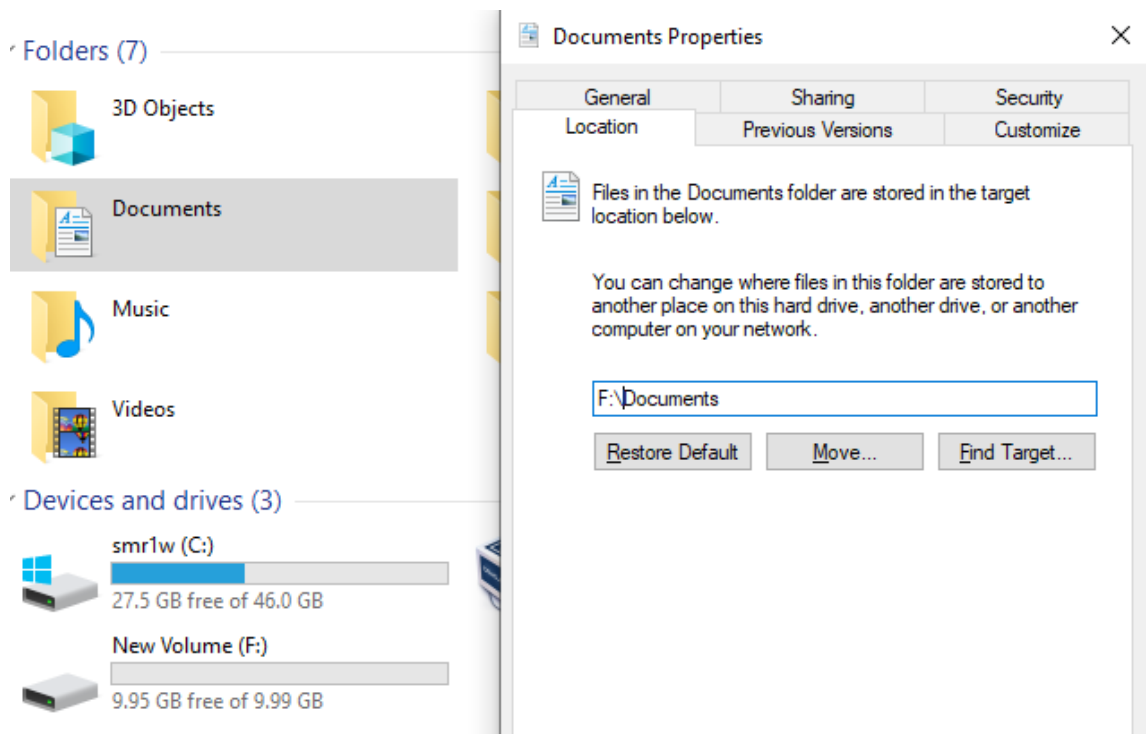 Folders (7)
3D Objects
Documents
Music
Videos
Devices and drives (3)
smr1w (C:)
27.5 GB free of 46.0 GB
New Volume (F:)
9.95 GB free of 9.99 GB
Documents Properties
General
Sharing
Security
Location
Previous Versions
Customize
Files in the Documents folder are stored in the target
location below.
You can change where files in this folder are stored to
another place on this hard drive, another drive, or another
computer on your network.
F:\Documents
Restore Default
Move...
Find Target...